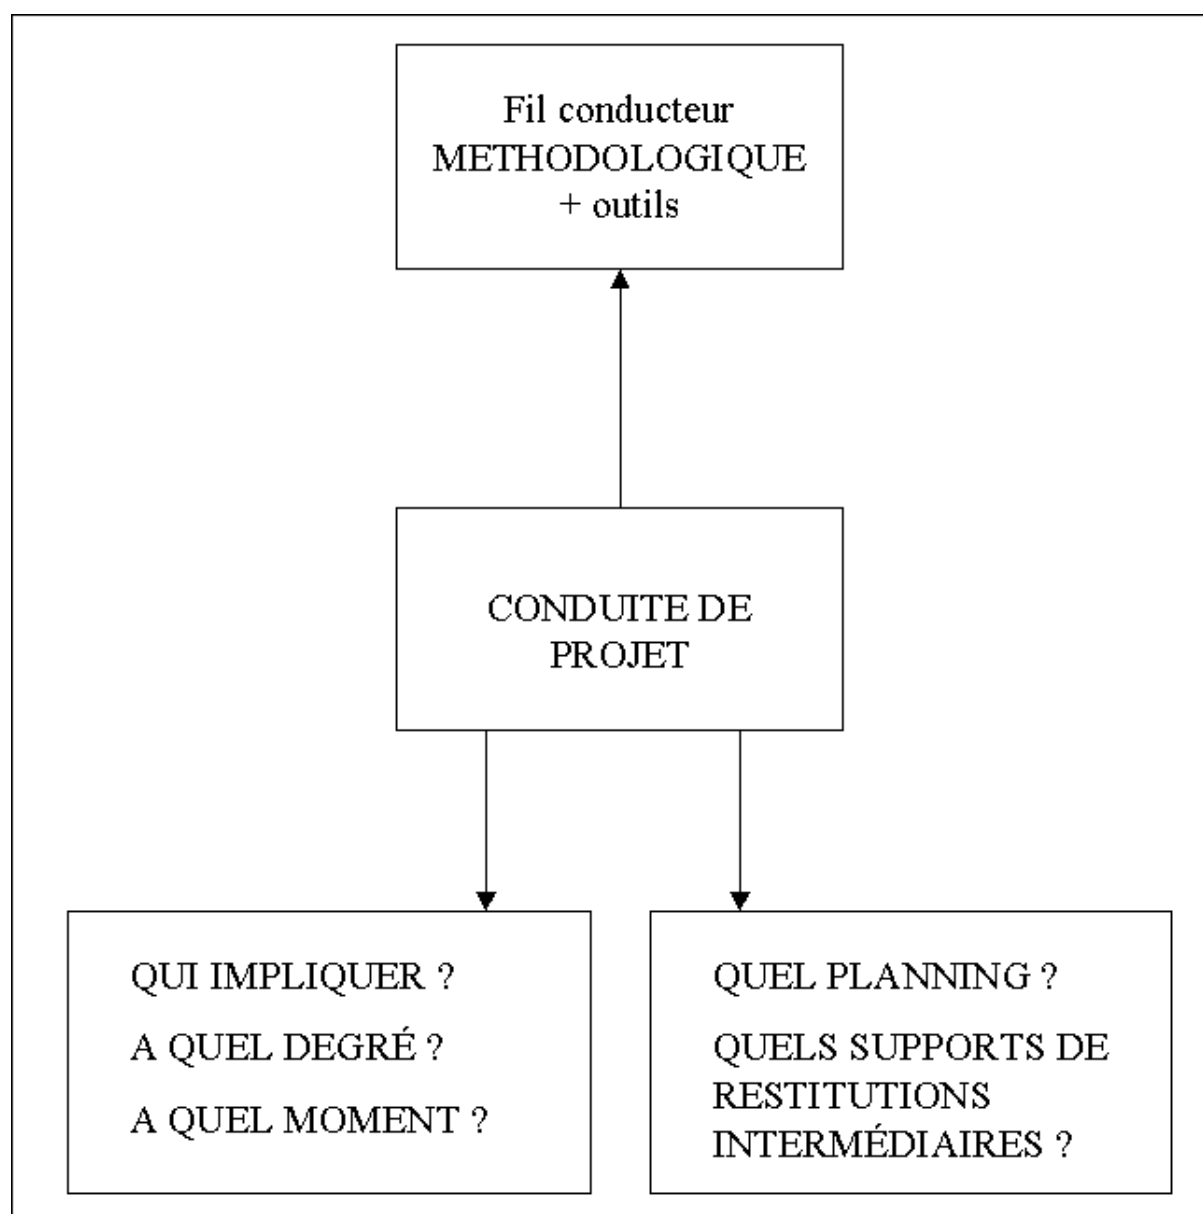 Fil conducteur
METHODOLOGIQUE
+ outils
CONDUITE DE
PROJET
QUI IMPLIQUER ?
A QUEL DEGRÉ ?
A QUEL MOMENT ?
QUEL PLANNING ?
QUELS SUPPORTS DE
RESTITUTIONS
INTERMÉDIAIRES ?